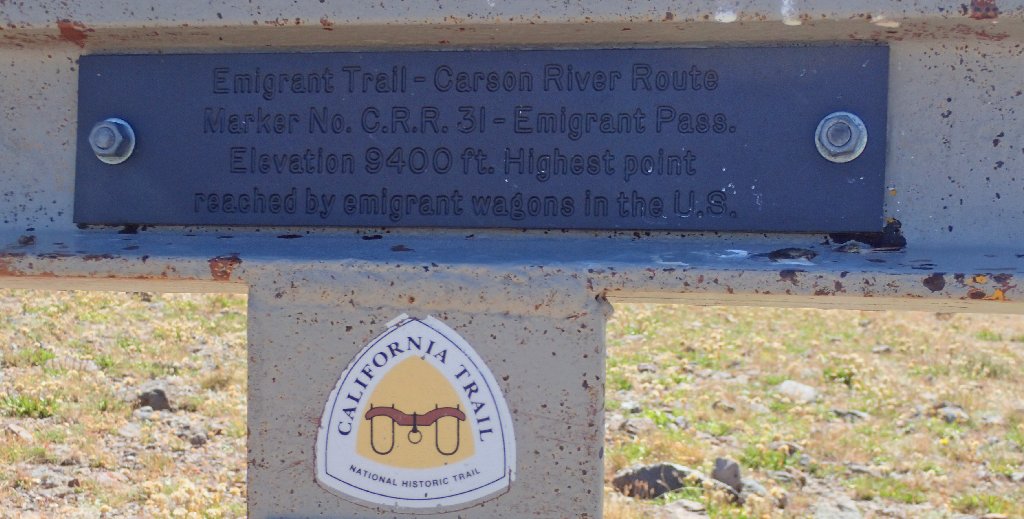 Emigrant Trail - Carson River Route
Marker No. C.R.R. 31 - Emigrant Pass.
Elevation 9400 ft. Highest point
reached by emigrant wagons in the U.S.
CALIFORNIA TRAIL
NATIONAL HISTORIC TRAIL